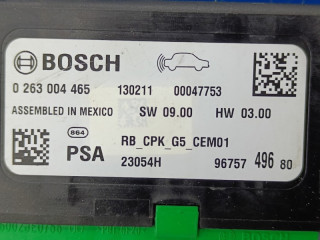 BOSCH
0 263 004 465 130211 00047753
ASSEMBLED IN MEXICO SW 09.00 HW 03.00
864
PSA RB_CPK_G5_CEM01
23054H 96757 496 80